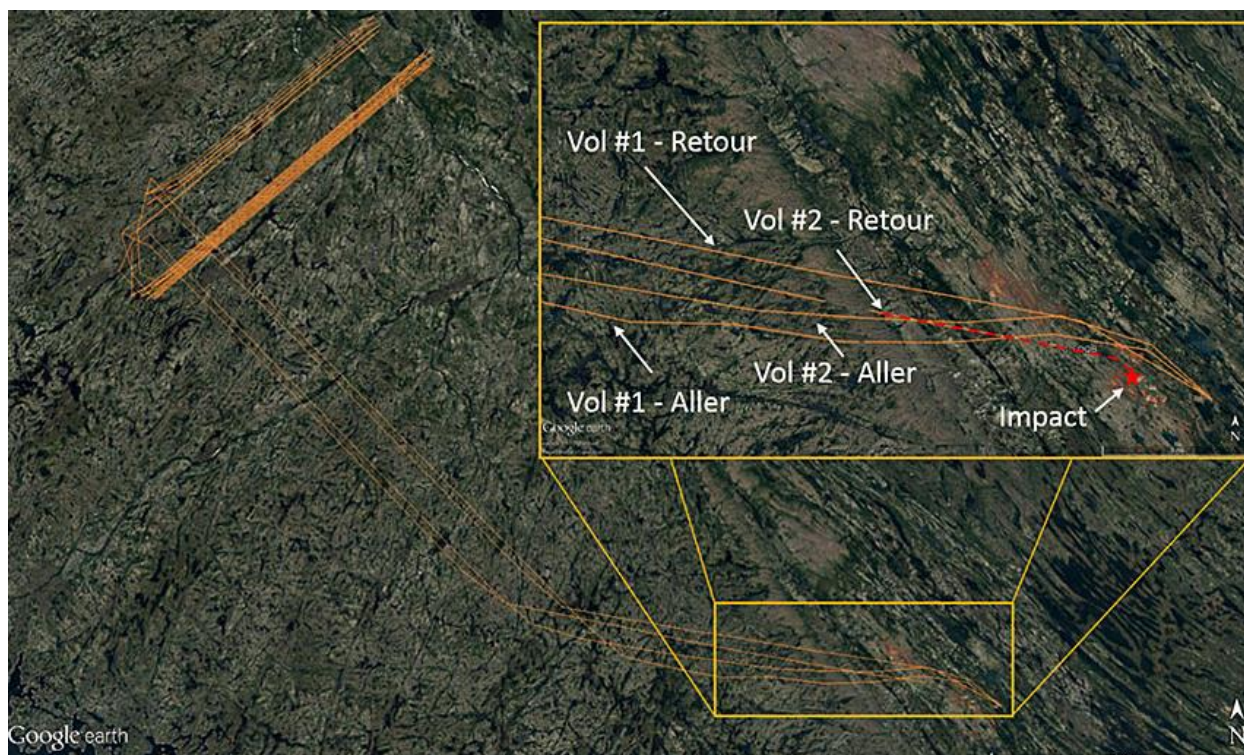 Vol #1 - Retour
Vol #2 - Retour
Vol #2 - Aller
Vol #1 - Aller
Impact
Google earth
N
Google earth
N